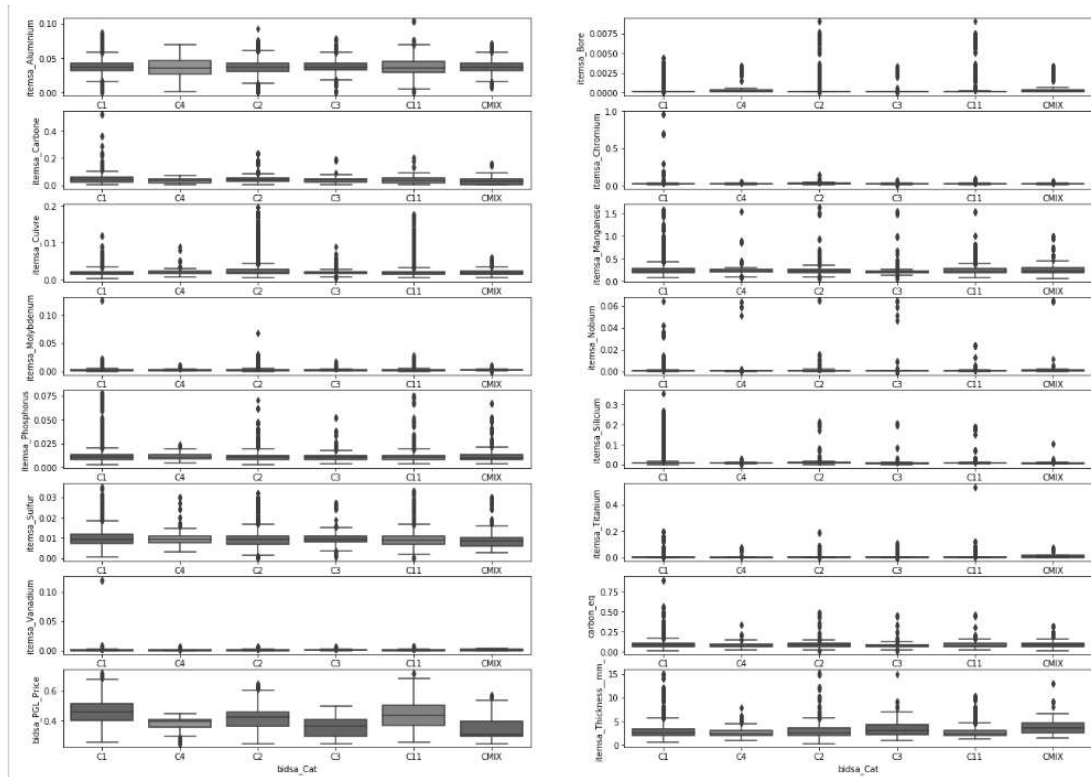 itemsa_Aluminium
0.10
0.05
0.00
C1 C4 C2 C3 C11 CMIX
itemsa_Carbone
0.4
0.2
0.0
C1 C4 C2 C3 C11 CMIX
itemsa_Cuivre
0.2
0.1
0.0
C1 C4 C2 C3 C11 CMIX
itemsa_Molybdenum
0.10
0.05
0.00
C1 C4 C2 C3 C11 CMIX
itemsa_Phosphorus
0.075
0.050
0.025
0.000
C1 C4 C2 C3 C11 CMIX
itemsa_Sulfur
0.03
0.02
0.01
0.00
C1 C4 C2 C3 C11 CMIX
itemsa_Vanadium
0.10
0.05
0.00
C1 C4 C2 C3 C11 CMIX
bidsa_PGL_Price
0.6
0.4
C1 C4 C2 C3 C11 CMIX
bidsa_Cat
itemsa_Bore
0.0075
0.0050
0.0025
0.0000
C1 C4 C2 C3 C11 CMIX
itemsa_Chromium
1.0
0.5
0.0
C1 C4 C2 C3 C11 CMIX
itemsa_Manganese
1.5
1.0
0.5
0.0
C1 C4 C2 C3 C11 CMIX
itemsa_Nobium
0.06
0.04
0.02
0.00
C1 C4 C2 C3 C11 CMIX
itemsa_Silicium
0.3
0.2
0.1
0.0
C1 C4 C2 C3 C11 CMIX
itemsa_Titanium
0.4
0.2
0.0
C1 C4 C2 C3 C11 CMIX
carbon_eq
0.75
0.50
0.25
0.00
C1 C4 C2 C3 C11 CMIX
itemsa_Thickness__mm_
15
10
5
0
C1 C4 C2 C3 C11 CMIX
bidsa_Cat